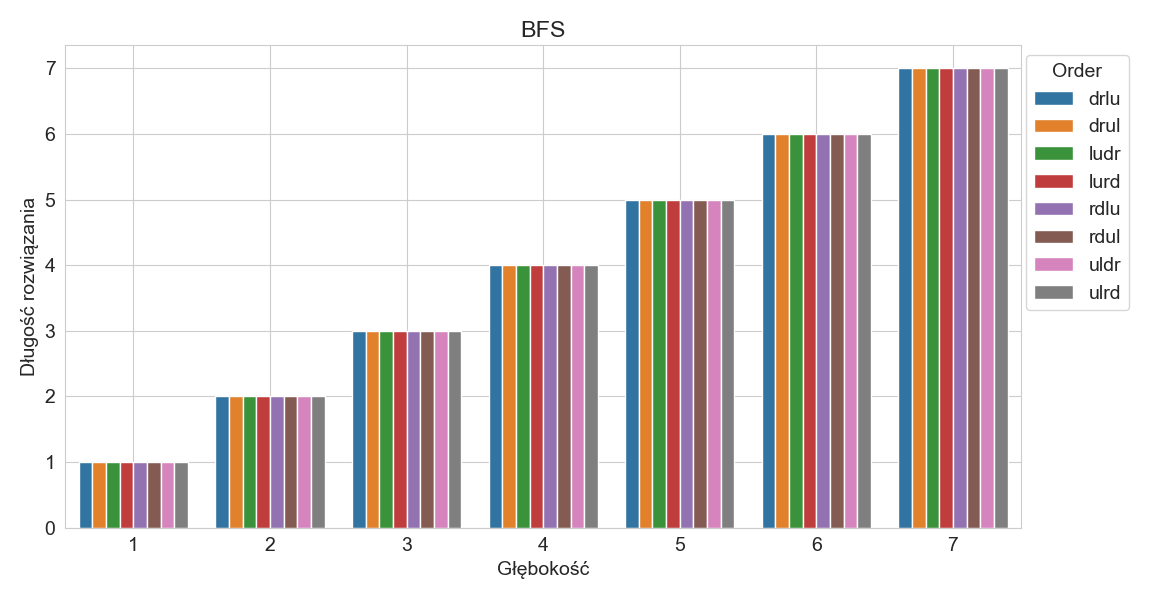 BFS
Długość rozwiązania
7
6
5
4
3
2
1
0
1 2 3 4 5 6 7
Głębokość
Order
drlu
drul
ludr
lurd
rdlu
rdul
uldr
ulrd